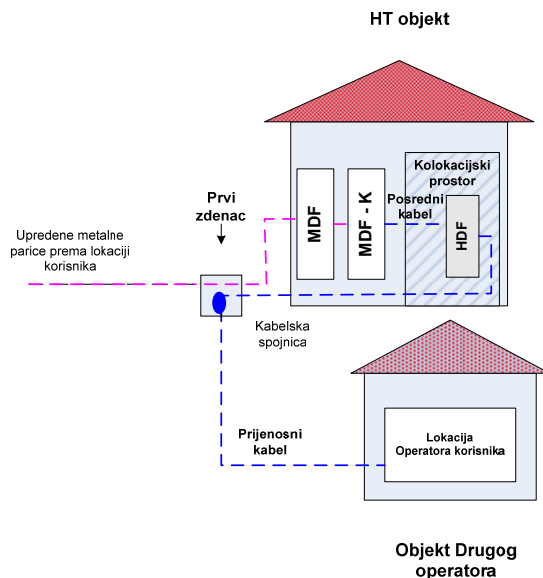 HT objekt
Kolokacijski
prostor
MDF
MDF - K
Posredni
kabel
HDF
Prvi
zdenac
Upredene metalne
parice prema lokaciji
korisnika
Kabelska
spojnica
Prijenosni
kabel
Lokacija
Operatora korisnika
Objekt Drugog
operatora